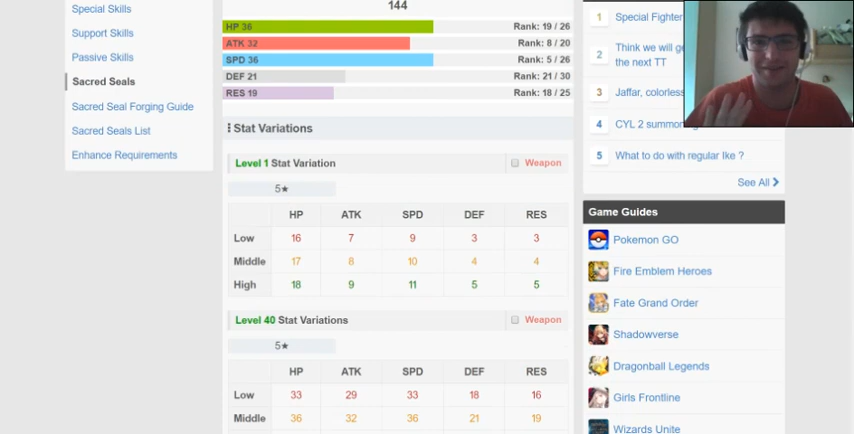 Special Skills
Support Skills
Passive Skills
Sacred Seals
Sacred Seal Forging Guide
Sacred Seals List
Enhance Requirements
144
HP 36 Rank: 19 / 26
ATK 32 Rank: 8 / 20
SPD 36 Rank: 5 / 26
DEF 21 Rank: 21 / 30
RES 19 Rank: 18 / 25
Stat Variations
Level 1 Stat Variation Weapon
5★
HP ATK SPD DEF RES
Low 16 7 9 3 3
Middle 17 8 10 4 4
High 18 9 11 5 5
Level 40 Stat Variations Weapon
5★
HP ATK SPD DEF RES
Low 33 29 33 18 16
Middle 36 32 36 21 19
1 Special Fighter
2 Think we will
the next TT
3 Jaffar, colorless
4 CYL 2
5 What to do with regular Ike ?
See All
Game Guides
Pokemon GO
Fire Emblem Heroes
Fate Grand Order
Shadowverse
Dragonball Legends
Girls Frontline
Wizards Unite